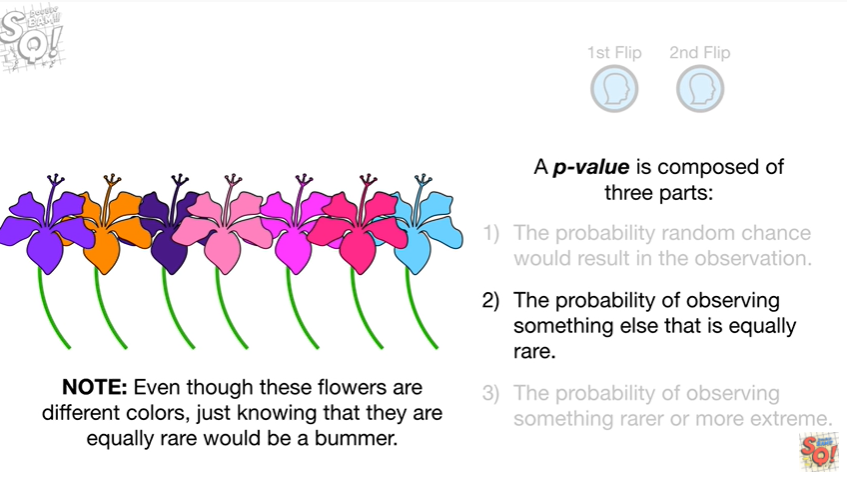 DOUBLE
BAM!!
SQ!
1st Flip 2nd Flip
A p-value is composed of
three parts:
1) The probability random chance
would result in the observation.
2) The probability of observing
something else that is equally
rare.
3) The probability of observing
something rarer or more extreme.
NOTE: Even though these flowers are
different colors, just knowing that they are
equally rare would be a bummer.
SQ!